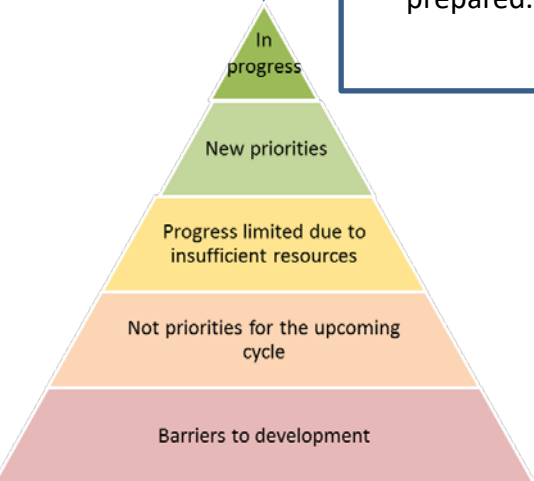 prepared.
In
progress
New priorities
Progress limited due to
insufficient resources
Not priorities for the upcoming
cycle
Barriers to development